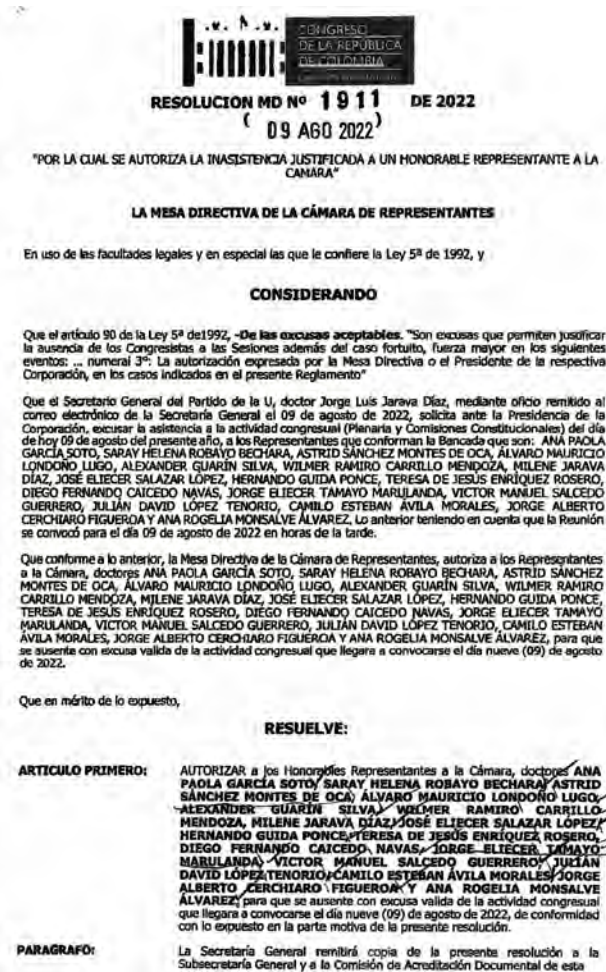 CONGRESO
DE LA REPÚBLICA
DE COLOMBIA
RESOLUCION MD Nº 1911 DE 2022
( 09 AGO 2022 )
"POR LA CUAL SE AUTORIZA LA INASISTENCIA JUSTIFICADA A UN HONORABLE REPRESENTANTE A LA
CAMARA"
LA MESA DIRECTIVA DE LA CÁMARA DE REPRESENTANTES
En uso de las facultades legales y en especial las que le confiere la Ley 5ª de 1992, y
CONSIDERANDO
Que el artículo 90 de la Ley 5ª de1992, -De las excusas aceptables. "Son excusas que permiten justificar
la ausencia de los Congresistas a las Sesiones además del caso fortuito, fuerza mayor en los siguientes
eventos: ... numeral 3º: La autorización expresada por la Mesa Directiva o el Presidente de la respectiva
Corporación, en los casos indicados en el presente Reglamento"
Que el Secretario General del Partido de la U, doctor Jorge Luis Jarava Díaz, mediante oficio remitido al
correo electrónico de la Secretaría General el 09 de agosto de 2022, solicita ante la Presidencia de la
Corporación, excusar la asistencia a la actividad congresual (Plenaria y Comisiones Constitucionales) del día
de hoy 09 de agosto del presente año, a los Representantes que conforman la Bancada que son: ANA PAOLA
GARCÍA SOTO, SARAY HELENA ROBAYO BECHARA, ASTRID SÁNCHEZ MONTES DE OCA, ÁLVARO MAURICIO
LONDOÑO LUGO, ALEXANDER GUARÍN SILVA, WILMER RAMIRO CARRILLO MENDOZA, MILENE JARAVA
DÍAZ, JOSÉ ELIECER SALAZAR LÓPEZ, HERNANDO GUIDA PONCE, TERESA DE JESÚS ENRÍQUEZ ROSERO,
DIEGO FERNANDO CAICEDO NAVAS, JORGE ELIECER TAMAYO MARULANDA, VICTOR MANUEL SALCEDO
GUERRERO, JULIÁN DAVID LÓPEZ TENORIO, CAMILO ESTEBAN ÁVILA MORALES, JORGE ALBERTO
CERCHIARO FIGUEROA Y ANA ROGELIA MONSALVE ÁLVAREZ. Lo anterior teniendo en cuenta que la Reunión
se convocó para el día 09 de agosto de 2022 en horas de la tarde.
Que conforme a lo anterior, la Mesa Directiva de la Cámara de Representantes, autoriza a los Representantes
a la Cámara, doctores ANA PAOLA GARCÍA SOTO, SARAY HELENA ROBAYO BECHARA, ASTRID SÁNCHEZ
MONTES DE OCA, ÁLVARO MAURICIO LONDOÑO LUGO, ALEXANDER GUARÍN SILVA, WILMER RAMIRO
CARRILLO MENDOZA, MILENE JARAVA DÍAZ, JOSÉ ELIECER SALAZAR LÓPEZ, HERNANDO GUIDA PONCE,
TERESA DE JESÚS ENRÍQUEZ ROSERO, DIEGO FERNANDO CAICEDO NAVAS, JORGE ELIECER TAMAYO
MARULANDA, VICTOR MANUEL SALCEDO GUERRERO, JULIÁN DAVID LÓPEZ TENORIO, CAMILO ESTEBAN
ÁVILA MORALES, JORGE ALBERTO CERCHIARO FIGUEROA Y ANA ROGELIA MONSALVE ÁLVAREZ, para que
se ausente con excusa valida de la actividad congresual que llegara a convocarse el día nueve (09) de agosto
de 2022.
Que en mérito de lo expuesto,
RESUELVE:
ARTICULO PRIMERO: AUTORIZAR a los Honorables Representantes a la Cámara, doctores ANA
PAOLA GARCÍA SOTO, SARAY HELENA ROBAYO BECHARA, ASTRID
SÁNCHEZ MONTES DE OCA, ÁLVARO MAURICIO LONDOÑO LUGO,
ALEXANDER GUARÍN SILVA, WILMER RAMIRO CARRILLO
MENDOZA, MILENE JARAVA DÍAZ, JOSÉ ELIECER SALAZAR LÓPEZ,
HERNANDO GUIDA PONCE, TERESA DE JESÚS ENRÍQUEZ ROSERO,
DIEGO FERNANDO CAICEDO NAVAS, JORGE ELIECER TAMAYO
MARULANDA, VICTOR MANUEL SALCEDO GUERRERO, JULIÁN
DAVID LÓPEZ TENORIO, CAMILO ESTEBAN ÁVILA MORALES, JORGE
ALBERTO CERCHIARO FIGUEROA Y ANA ROGELIA MONSALVE
ÁLVAREZ, para que se ausente con excusa valida de la actividad congresual
que llegara a convocarse el día nueve (09) de agosto de 2022, de conformidad
con lo expuesto en la parte motiva de la presente resolución.
PARAGRAFO: La Secretaría General remitirá copia de la presente resolución a la
Subsecretaría General y a la Comisión de Acreditación Documental de esta